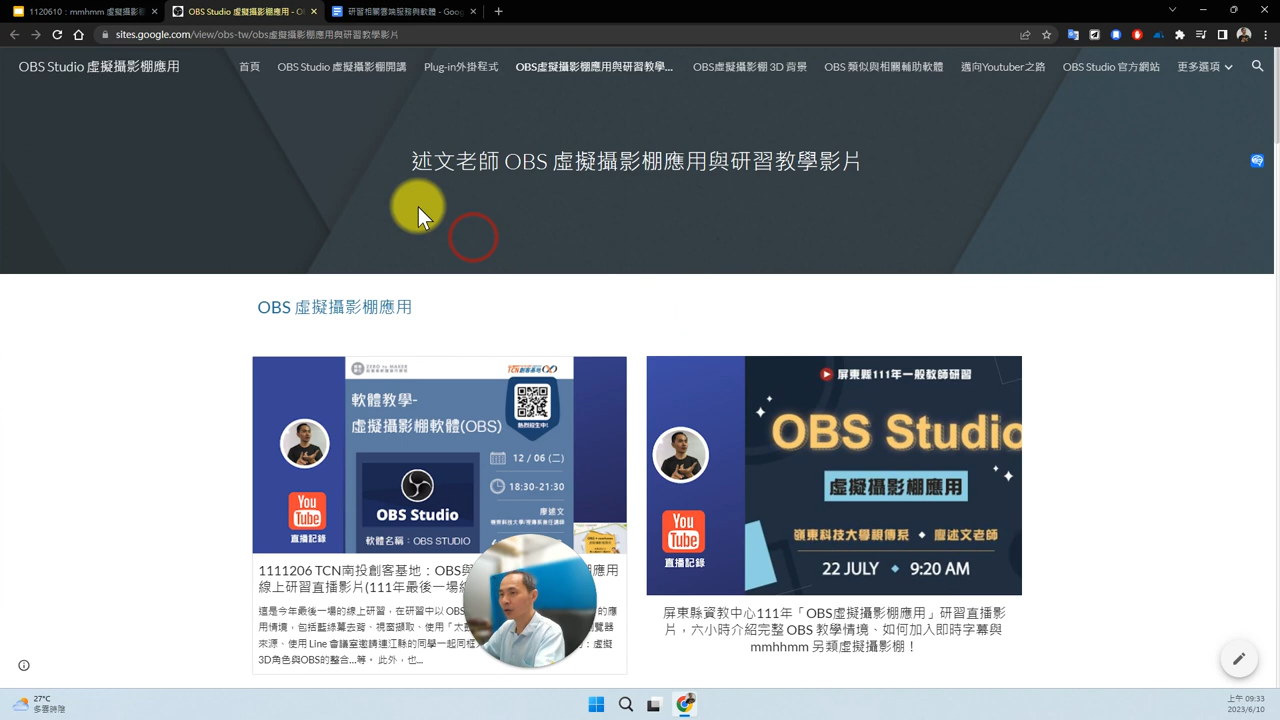 1120610 : mmhmm 虛擬攝影
OBS Studio 虛擬攝影棚應用 - O
研習相關雲端服務與軟體 - Goog
sites.google.com/view/obs-tw/obs虛擬攝影棚應用與研習教學影片
OBS Studio 虛擬攝影棚應用
首頁
OBS Studio 虛擬攝影棚開講
Plug-in外掛程式
OBS虛擬攝影棚應用與研習教學...
OBS虛擬攝影棚 3D 背景
OBS 類似與相關輔助軟體
邁向Youtuber之路
OBS Studio 官方網站
更多選項
述文老師 OBS 虛擬攝影棚應用與研習教學影片
OBS 虛擬攝影棚應用
ZERO to MAKER
TCN創客基地
軟體教學-
虛擬攝影棚軟體(OBS)
熱烈招生中!
12 / 06 (二)
18:30-21:30
廖述文
OBS Studio
軟體名稱：OBS STUDIO
You
Tube
直播記錄
1111206 TCN南投創客基地：OBS與
應用
線上研習直播影片(111年最後一場
這是今年最後一場的線上研習，在研習中以 OBS
的應
用情境，包括藍綠幕去背、視窗擷取、使用「太
瀏覽器
來源、使用 Line 會議室邀請連江縣的同學一起同框
：虛擬
3D角色與OBS的整合...等。 此外，也...
屏東縣111年一般教師研習
OBS Studio
虛擬攝影棚應用
嶺東科技大學視傳系 ◆ 廖述文老師
22 JULY ◆ 9:20 AM
You
Tube
直播記錄
屏東縣資教中心111年「OBS虛擬攝影棚應用」研習直播影
片，六小時介紹完整 OBS 教學情境、如何加入即時字幕與
mmhhmm 另類虛擬攝影棚！
27°C
多雲時陰
上午 09:33
2023/6/10